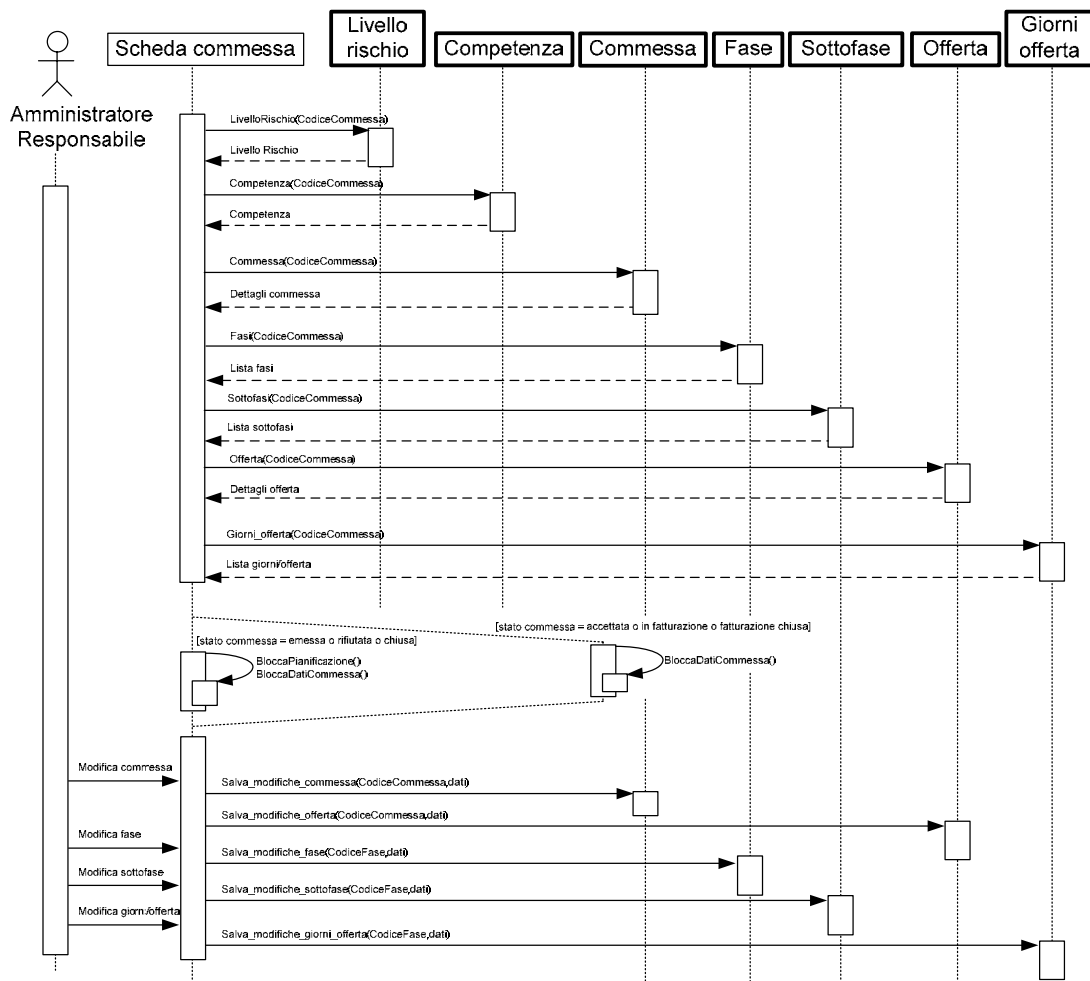 Scheda commessa
Livello
rischio
Competenza
Commessa
Fase
Sottofase
Offerta
Giorni
offerta
Amministratore
Responsabile
LivelloRischio(CodiceCommessa)
Livello Rischio
Competenza(CodiceCommessa)
Competenza
Commessa(CodiceCommessa)
Dettagli commessa
Fasi(CodiceCommessa)
Lista fasi
Sottofasi(CodiceCommessa)
Lista sottofasi
Offerta(CodiceCommessa)
Dettagli offerta
Giorni_offerta(CodiceCommessa)
Lista giorni/offerta
[stato commessa = emessa o rifiutata o chiusa]
[stato commessa = accettata o in fatturazione o fatturazione chiusa]
BloccaPianificazione()
BloccaDatiCommessa()
BloccaDatiCommessa()
Modifica commessa
Salva_modifiche_commessa(CodiceCommessa,dati)
Salva_modifiche_offerta(CodiceCommessa,dati)
Modifica fase
Salva_modifiche_fase(CodiceFase,dati)
Modifica sottofase
Salva_modifiche_sottofase(CodiceFase,dati)
Modifica giorni/offerta
Salva_modifiche_giorni_offerta(CodiceFase,dati)